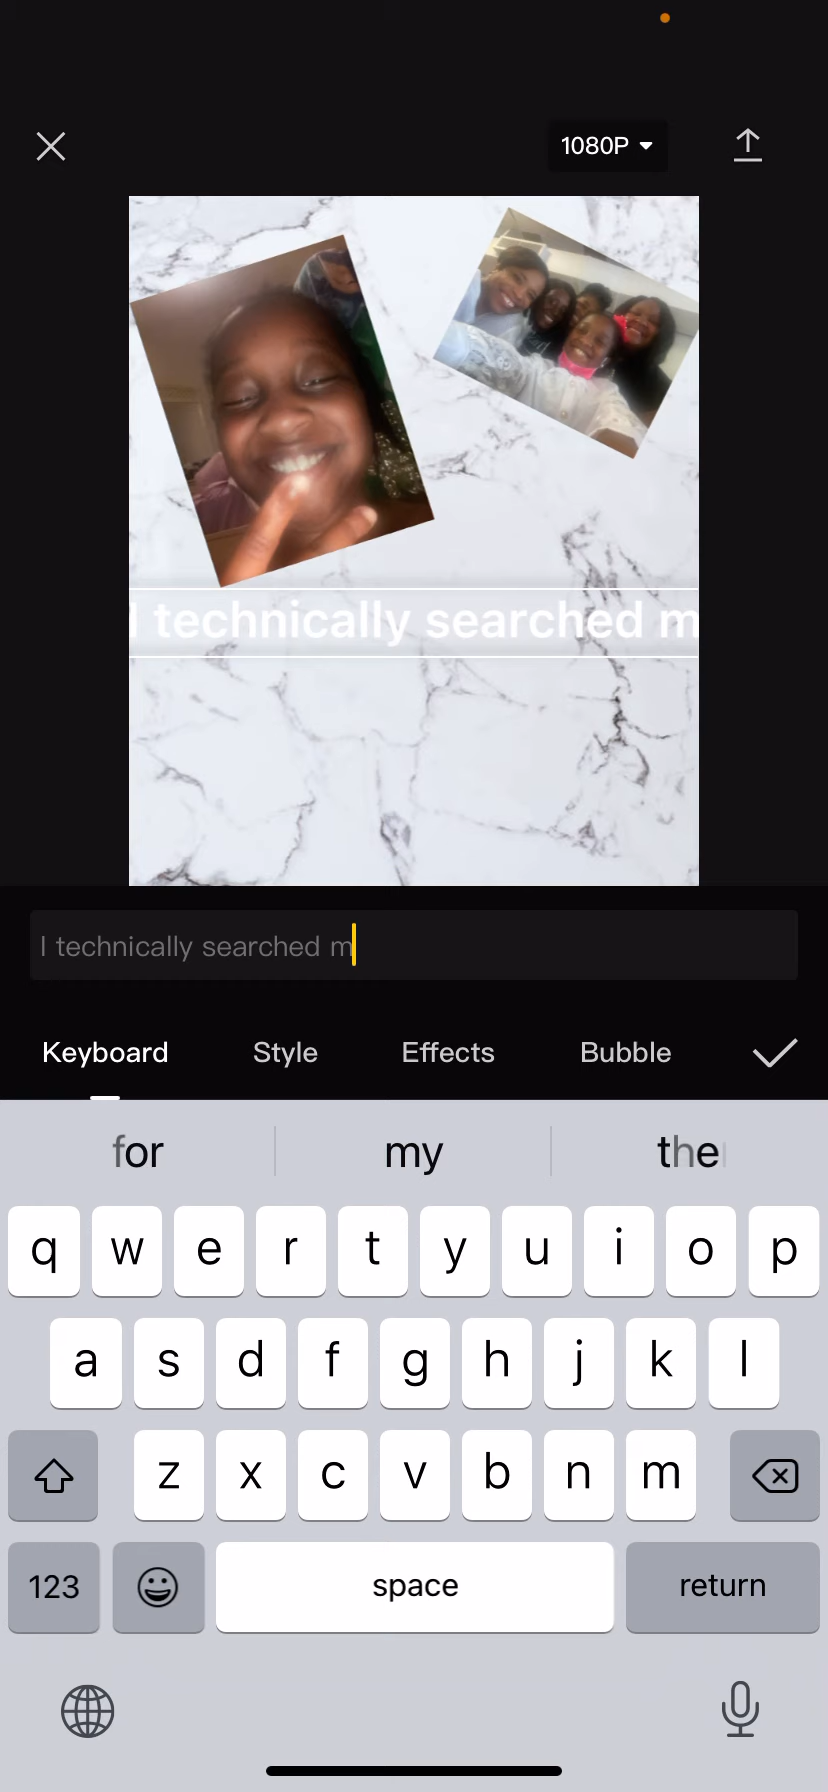 1080P
I technically searched m
I technically searched m
Keyboard Style Effects Bubble
for my the
q w e r t y u i o p
a s d f g h j k l
z x c v b n m
123 space return